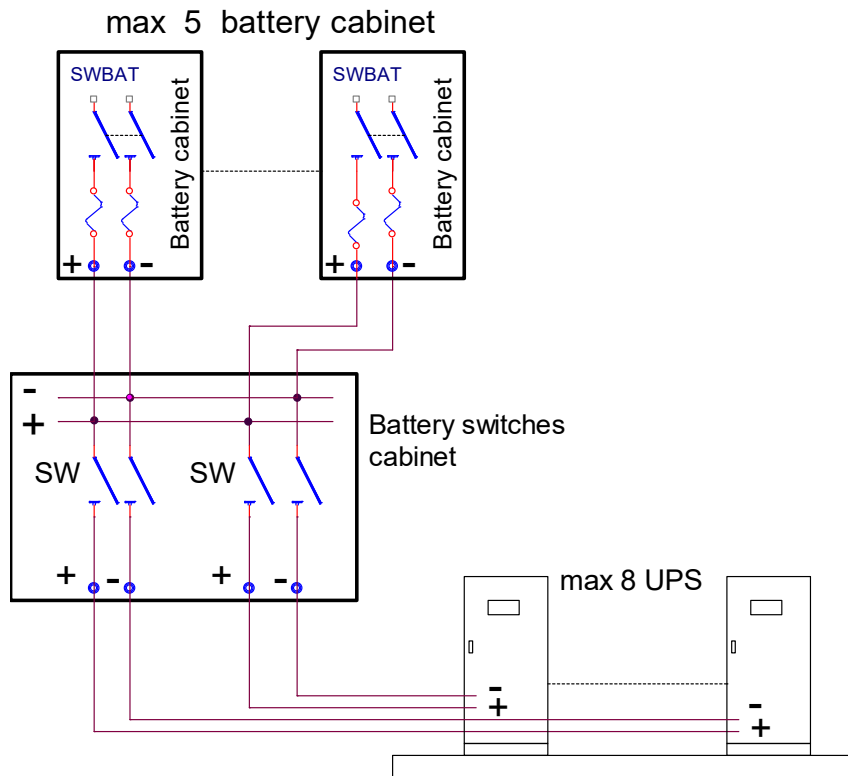 max 5 battery cabinet
SWBAT
Battery cabinet
+ -
SWBAT
Battery cabinet
+ -
-
+
Battery switches
cabinet
SW
SW
+ - + -
max 8 UPS
-
+
-
+